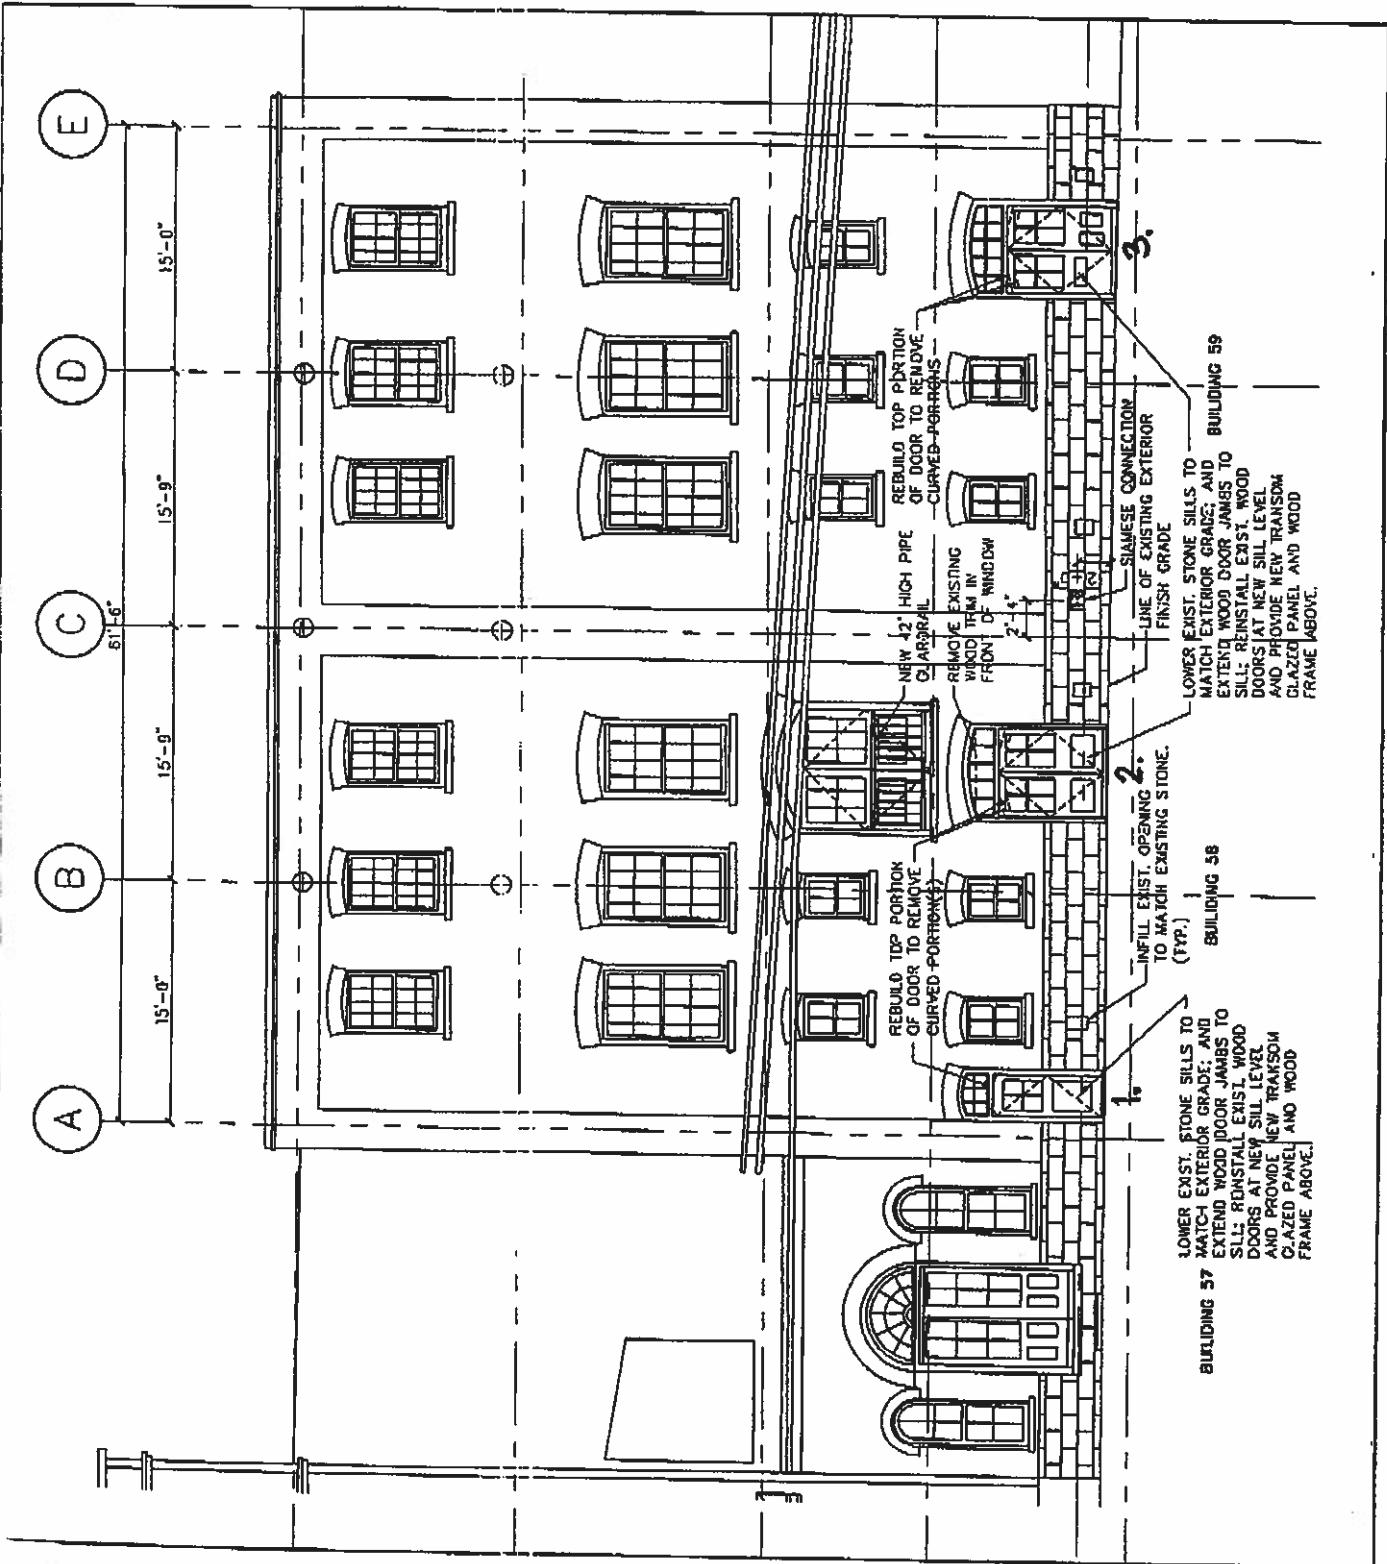 A
B
C
D
E
61'-6"
15'-0"
15'-9"
15'-9"
15'-0"
REBUILD TOP PORTION
OF DOOR TO REMOVE
CURVED PORTION(S)
NEW 42" HIGH PIPE
GUARDRAIL
REMOVE EXISTING
WOOD TRIM IN
FRONT OF WINDOW
REBUILD TOP PORTION
OF DOOR TO REMOVE
CURVED PORTIONS
2'-4"
1.
2.
3.
SIAMESE CONNECTION
LINE OF EXISTING EXTERIOR
FINISH GRADE
INFILL EXIST. OPENING
TO MATCH EXISTING STONE.
(TYP.)
BUILIDING 57
BUILDING 58
BUILDING 59
LOWER EXIST. STONE SILLS TO
MATCH EXTERIOR GRADE; AND
EXTEND WOOD DOOR JAMBS TO
SILL; REINSTALL EXIST. WOOD
DOORS AT NEW SILL LEVEL
AND PROVIDE NEW TRANSOM
GLAZED PANEL AND WOOD
FRAME ABOVE.
LOWER EXIST. STONE SILLS TO
MATCH EXTERIOR GRADE; AND
EXTEND WOOD DOOR JAMBS TO
SILL; REINSTALL EXIST. WOOD
DOORS AT NEW SILL LEVEL
AND PROVIDE NEW TRANSOM
GLAZED PANEL AND WOOD
FRAME ABOVE.